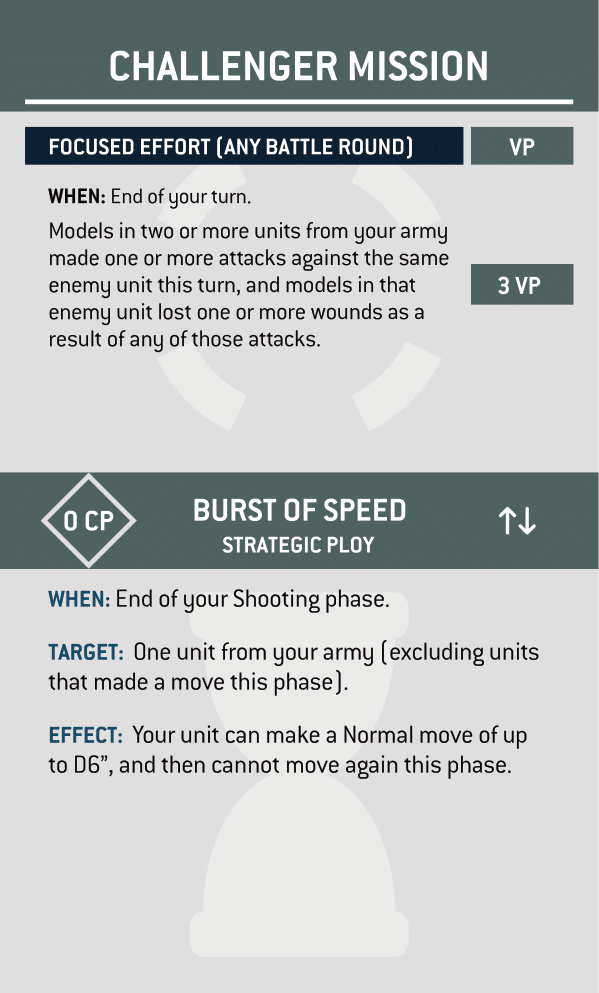 CHALLENGER MISSION
FOCUSED EFFORT (ANY BATTLE ROUND)
VP
WHEN: End of your turn.
Models in two or more units from your army
made one or more attacks against the same
enemy unit this turn, and models in that
enemy unit lost one or more wounds as a
result of any of those attacks.
3 VP
0 CP
BURST OF SPEED
STRATEGIC PLOY
↑↓
WHEN: End of your Shooting phase.
TARGET: One unit from your army (excluding units
that made a move this phase).
EFFECT: Your unit can make a Normal move of up
to D6”, and then cannot move again this phase.